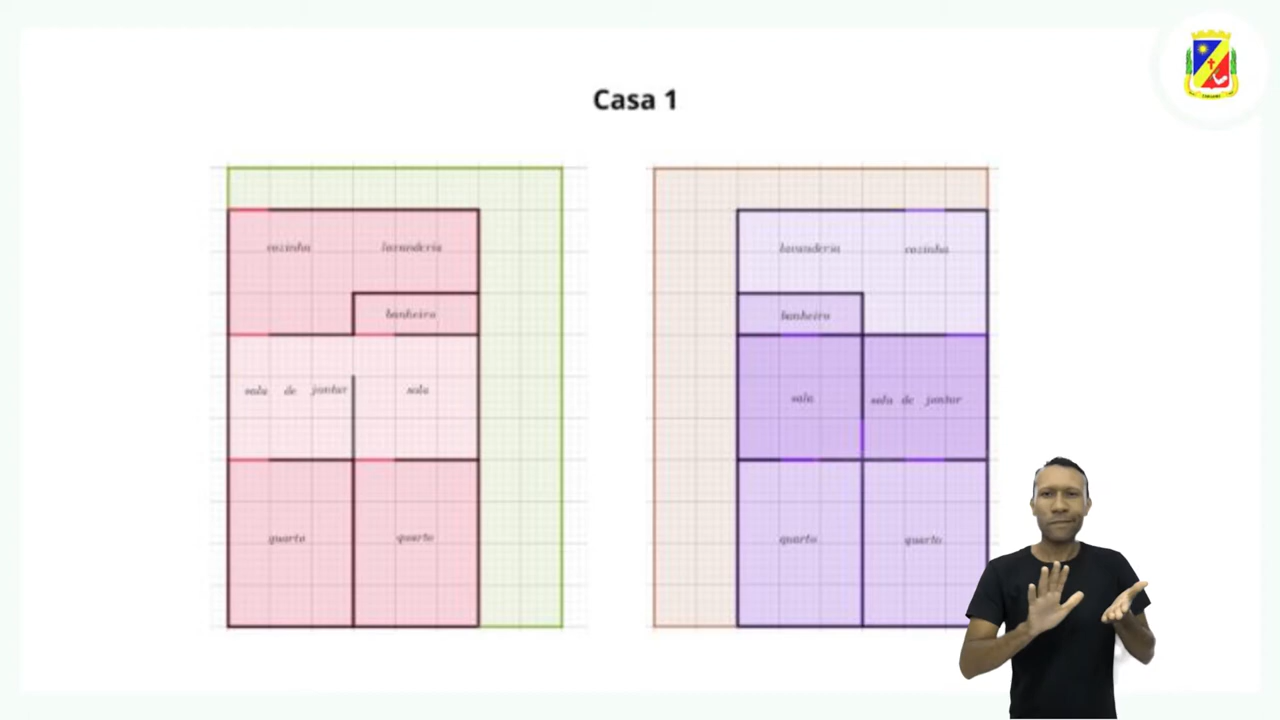 Casa 1
cozinha lavanderia
banheiro
sala de jantar sala
quarto quarto
lavanderia cozinha
banheiro
sala sala de jantar
quarto quarto